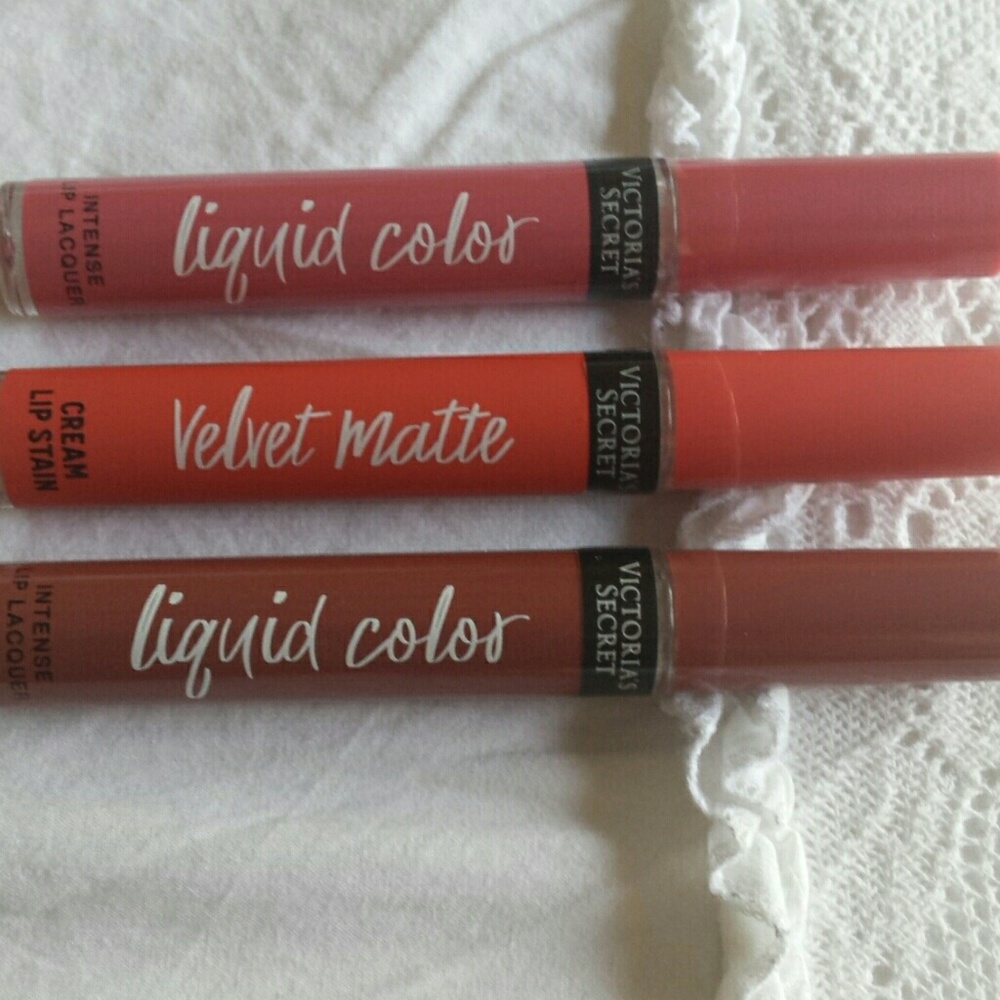 INTENSE
LIP LACQUER
liquid color
VICTORIA'S
SECRET
CREAM
LIP STAIN
Velvet Matte
VICTORIA'
SECRET
INTENSE
LIP LACQUER
liquid color
VICTORIA'S
SECRET